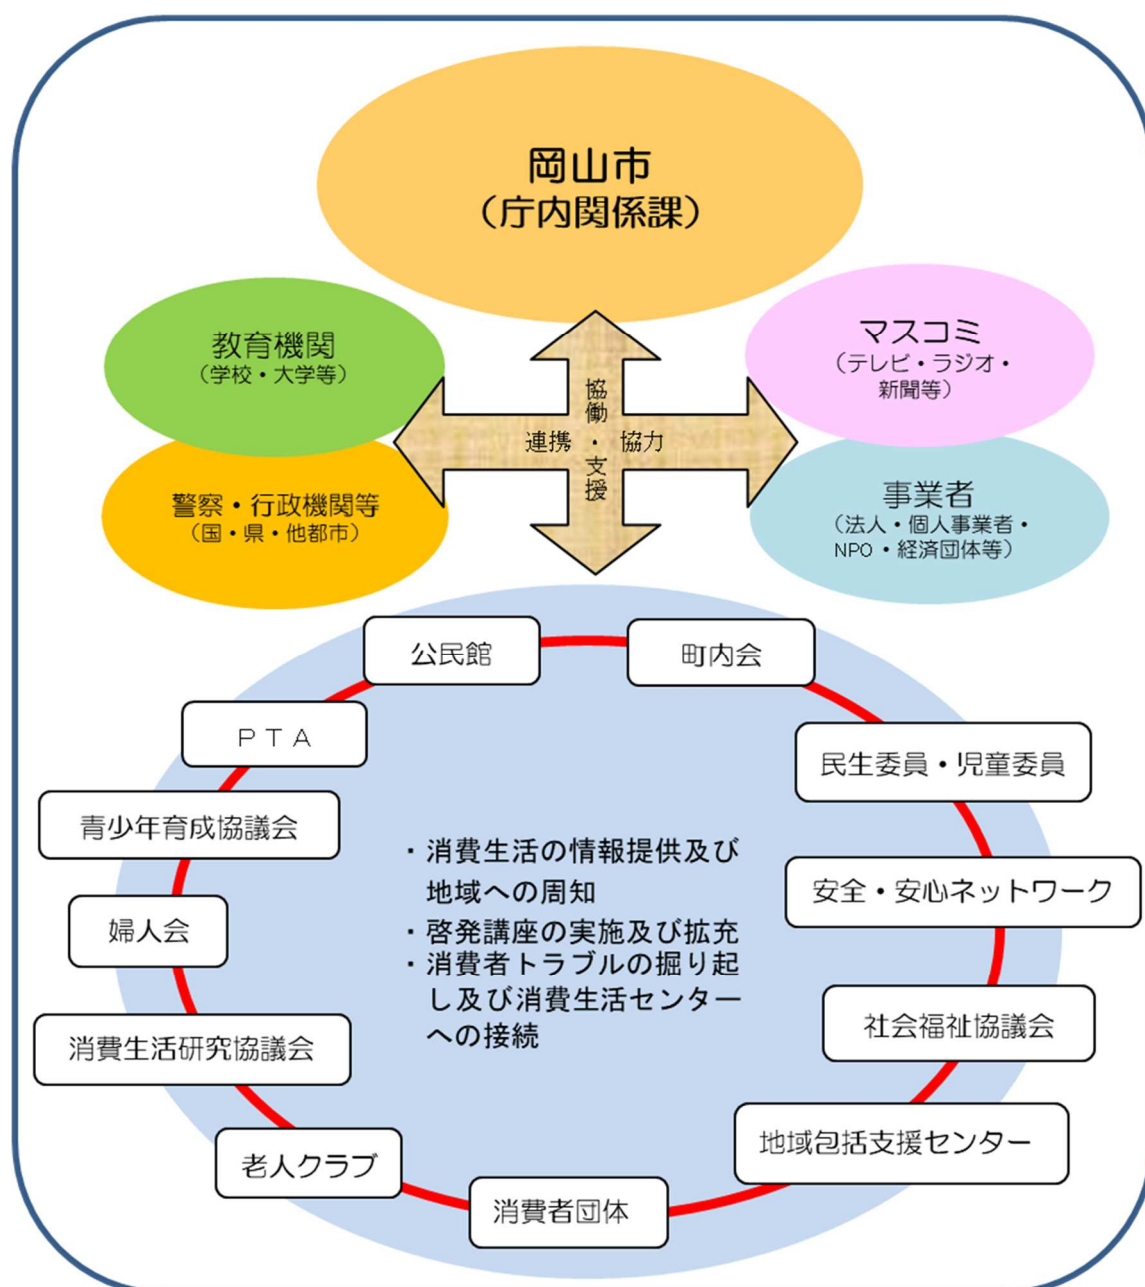 岡山市
（庁内関係課）
教育機関
（学校・大学等）
マスコミ
（テレビ・ラジオ・
新聞等）
協働・支援
連携・協力
警察・行政機関等
（国・県・他都市）
事業者
（法人・個人事業者・
NPO・経済団体等）
公民館
町内会
ＰＴＡ
民生委員・児童委員
青少年育成協議会
安全・安心ネットワーク
婦人会
社会福祉協議会
消費生活研究協議会
地域包括支援センター
老人クラブ
消費者団体
・消費生活の情報提供及び
地域への周知
・啓発講座の実施及び拡充
・消費者トラブルの掘り起
し及び消費生活センター
への接続